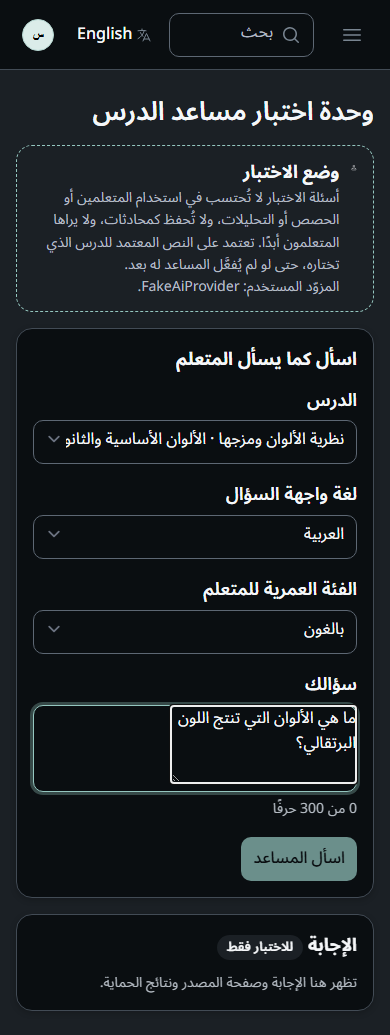 بحث
English
س
وحدة اختبار مساعد الدرس
وضع الاختبار
أسئلة الاختبار لا تُحتسب في استخدام المتعلمين أو
الحصص أو التحليلات، ولا تُحفظ كمحادثات، ولا يراها
المتعلمون أبدًا. تعتمد على النص المعتمد للدرس الذي
تختاره، حتى لو لم يُفعَّل المساعد له بعد.
المزوّد المستخدم: FakeAiProvider.
اسأل كما يسأل المتعلم
الدرس
نظرية الألوان ومزجها · الألوان الأساسية والثانو
لغة واجهة السؤال
العربية
الفئة العمرية للمتعلم
بالغون
سؤالك
ما هي الألوان التي تنتج اللون
البرتقالي؟
0 من 300 حرفًا
اسأل المساعد
الإجابة للاختبار فقط
تظهر هنا الإجابة وصفحة المصدر ونتائج الحماية.